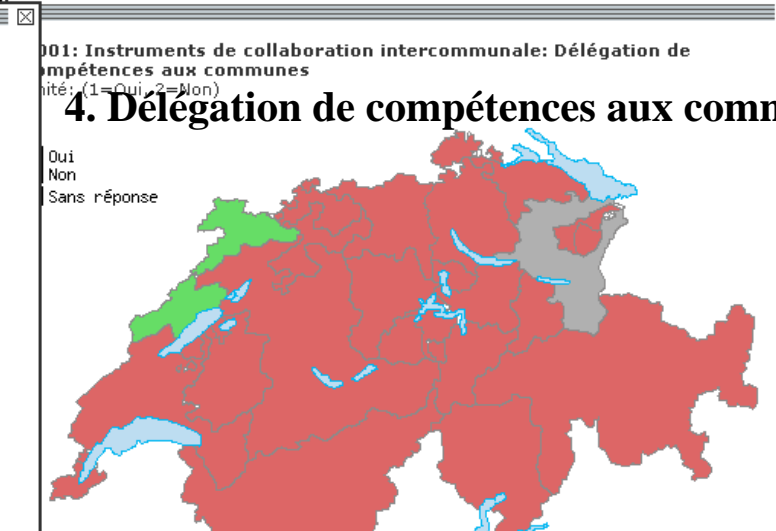 001: Instruments de collaboration intercommunale: Délégation de
ompétences aux communes
nité: (1=Oui, 2=Non)
4. Délégation de compétences aux comm
Oui
Non
Sans réponse